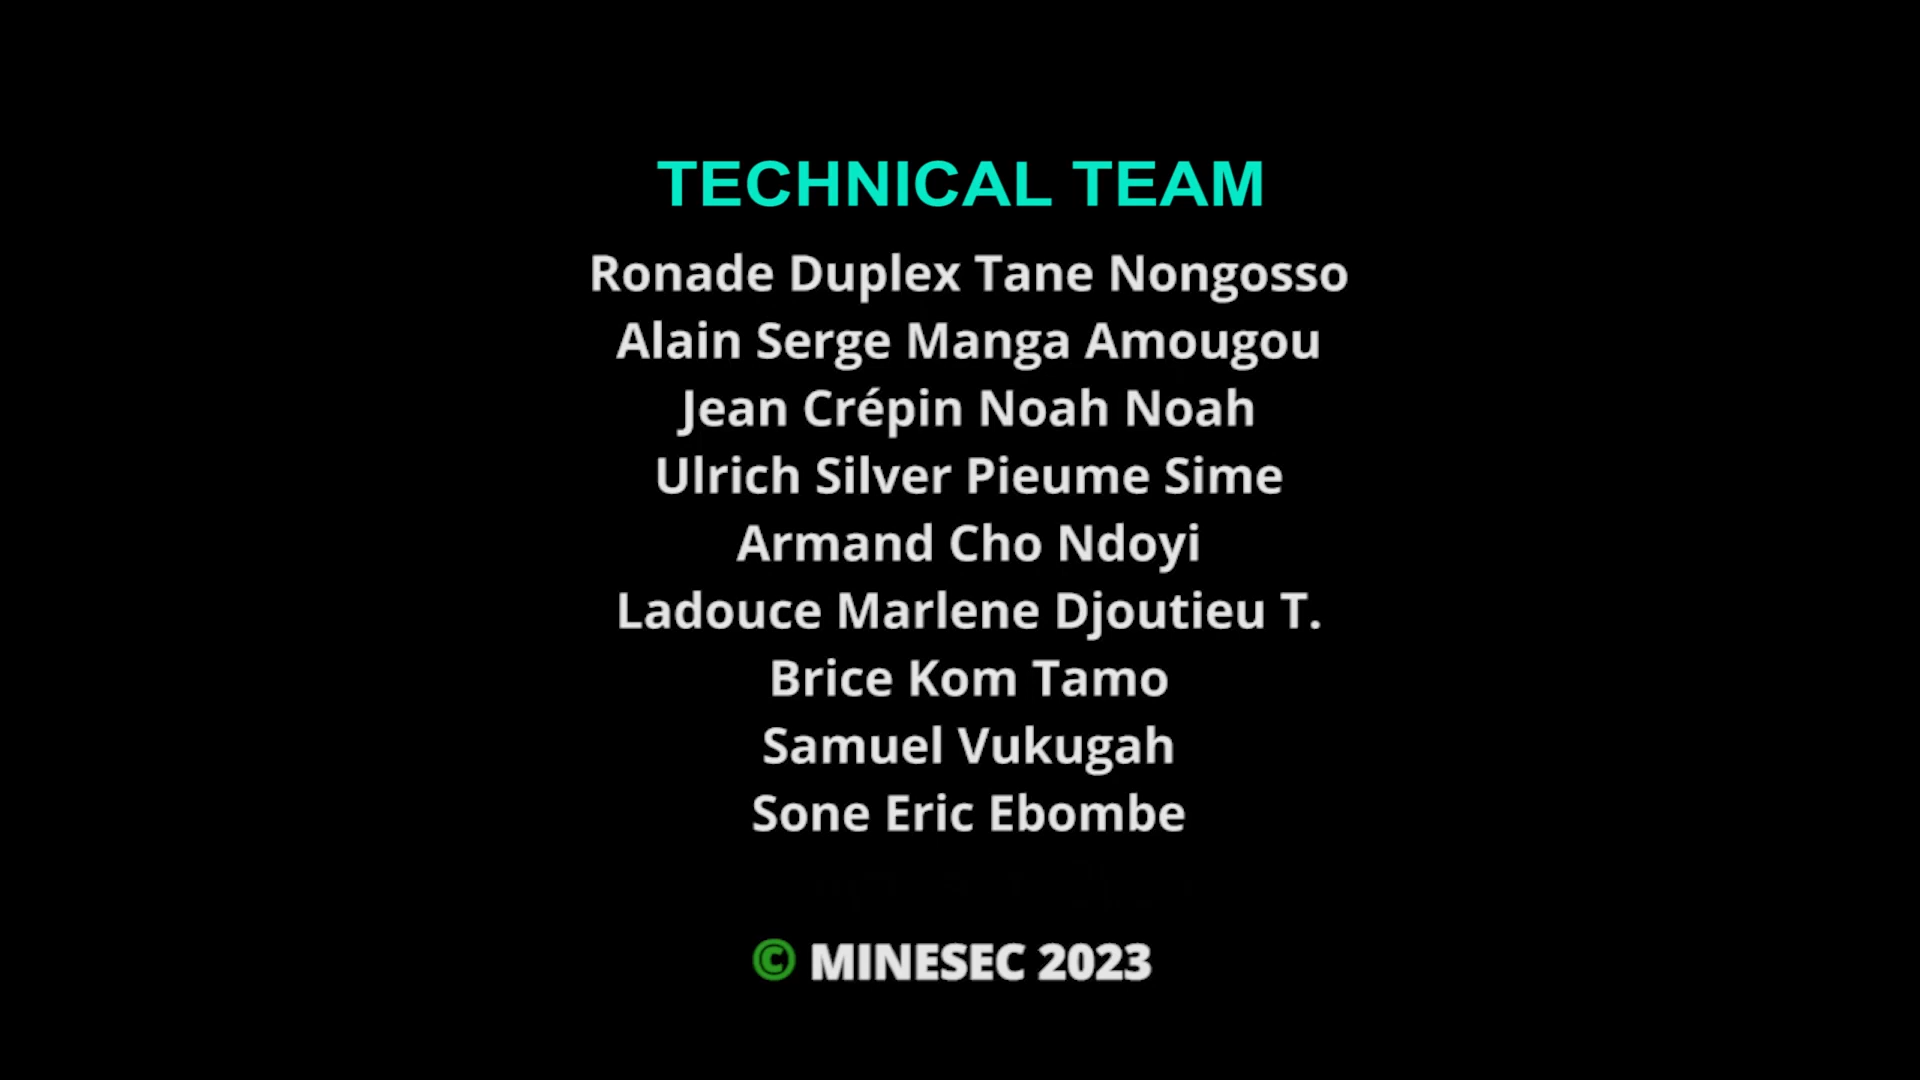 TECHNICAL TEAM
Ronade Duplex Tane Nongosso
Alain Serge Manga Amougou
Jean Crépin Noah Noah
Ulrich Silver Pieume Sime
Armand Cho Ndoyi
Ladouce Marlene Djoutieu T.
Brice Kom Tamo
Samuel Vukugah
Sone Eric Ebombe
© MINESEC 2023